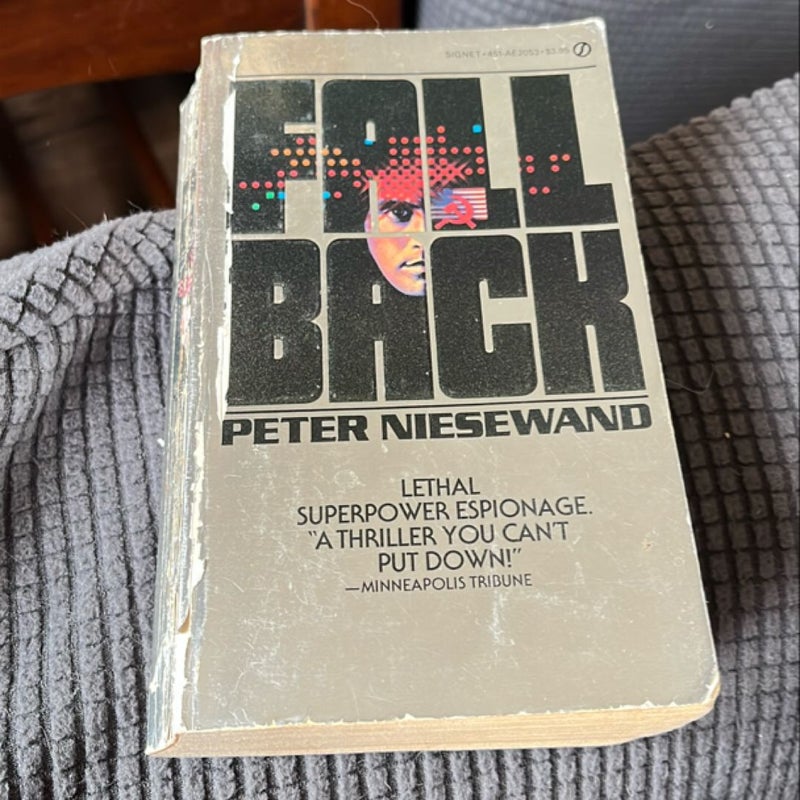 SIGNET • 451-AE2053 • $3.95
FALL
BACK
PETER NIESEWAND
LETHAL
SUPERPOWER ESPIONAGE.
"A THRILLER YOU CAN'T
PUT DOWN!"
—MINNEAPOLIS TRIBUNE